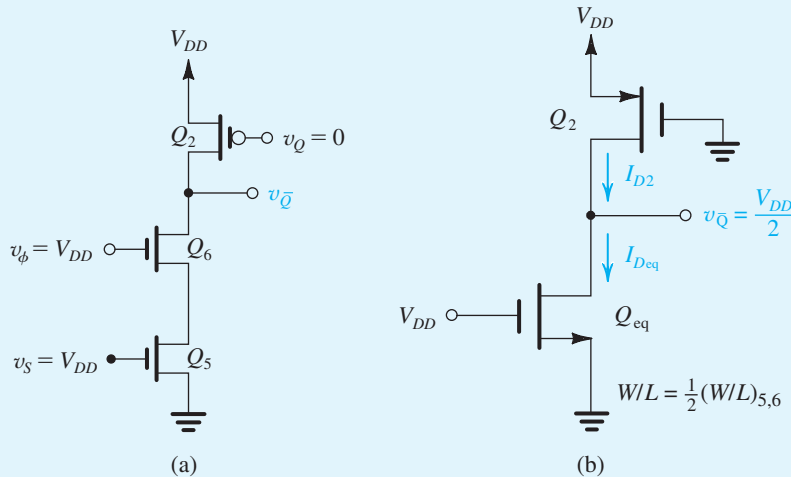 V_DD
Q_2
v_Q = 0
v_Q̄
v_ϕ = V_DD
Q_6
v_S = V_DD
Q_5
(a)
V_DD
Q_2
I_D2
v_Q̄ = V_DD/2
I_Deq
V_DD
Q_eq
W/L = ½(W/L)_5,6
(b)